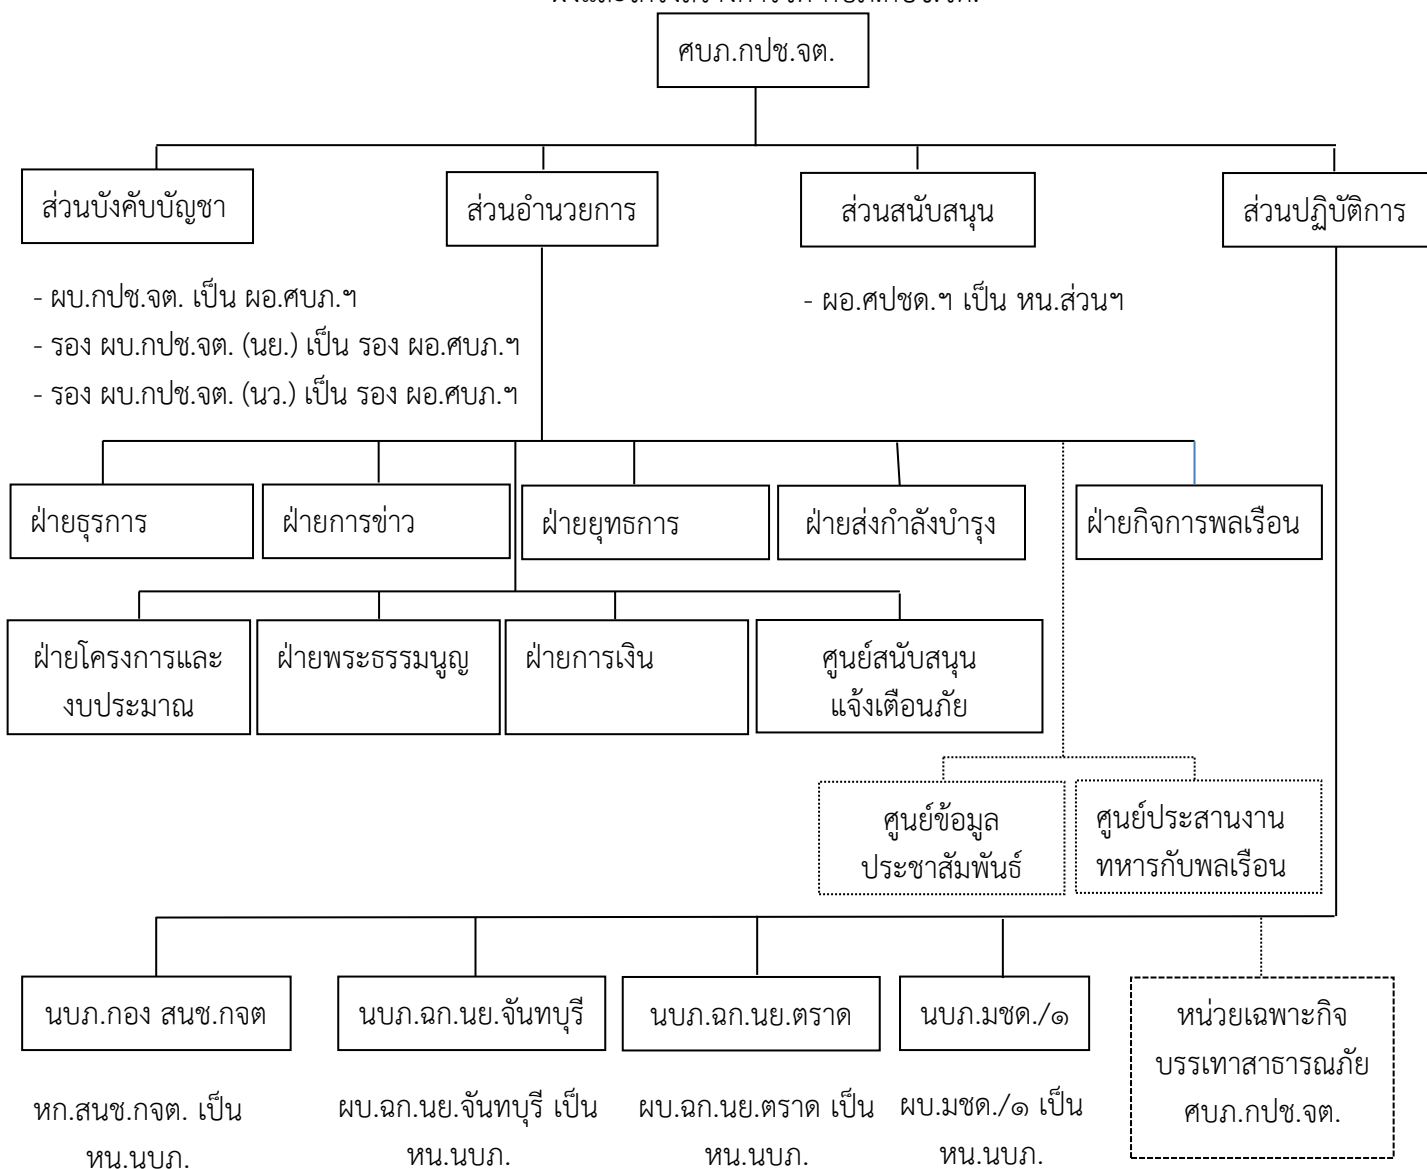 ศบภ.กปช.จต.
ส่วนบังคับบัญชา
ส่วนอำนวยการ
ส่วนสนับสนุน
ส่วนปฏิบัติการ
- ผบ.กปช.จต. เป็น ผอ.ศบภ.ฯ
- รอง ผบ.กปช.จต. (นย.) เป็น รอง ผอ.ศบภ.ฯ
- รอง ผบ.กปช.จต. (นว.) เป็น รอง ผอ.ศบภ.ฯ
- ผอ.ศปชด.ฯ เป็น หน.ส่วนฯ
ฝ่ายธุรการ
ฝ่ายการข่าว
ฝ่ายยุทธการ
ฝ่ายส่งกำลังบำรุง
ฝ่ายกิจการพลเรือน
ฝ่ายโครงการและ
งบประมาณ
ฝ่ายพระธรรมนูญ
ฝ่ายการเงิน
ศูนย์สนับสนุน
แจ้งเตือนภัย
ศูนย์ข้อมูล
ประชาสัมพันธ์
ศูนย์ประสานงาน
ทหารกับพลเรือน
นบภ.กอง สนช.กจต
นบภ.ฉก.นย.จันทบุรี
นบภ.ฉก.นย.ตราด
นบภ.มชด./๑
หน่วยเฉพาะกิจ
บรรเทาสาธารณภัย
ศบภ.กปช.จต.
หก.สนช.กจต. เป็น
หน.นบภ.
ผบ.ฉก.นย.จันทบุรี เป็น
หน.นบภ.
ผบ.ฉก.นย.ตราด เป็น
หน.นบภ.
ผบ.มชด./๑ เป็น
หน.นบภ.